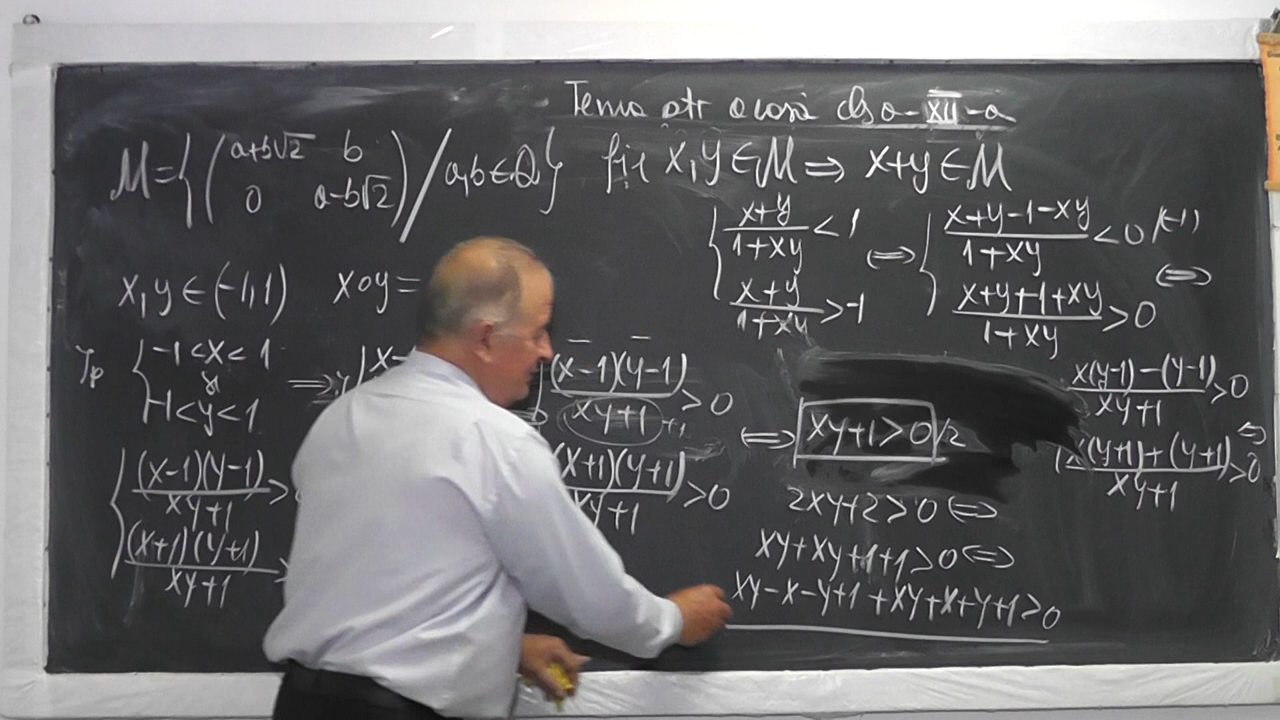 Tema ptr acasă cls a-XII-a
M={(a+b√2 b
0 a-b√2)/a,b∈Q} fie X,Y∈M⇒X+Y∈M
x,y∈(-1,1) x∘y=
{(x+y)/(1+xy)<1
(x+y)/(1+xy)>-1
⇔{(x+y-1-xy)/(1+xy)<0 |(-1)
(x+y+1+xy)/(1+xy)>0 ⇔
Ip {-1<x<1
-1<y<1 ⇒
(x(y-1)-(y-1))/(xy+1)>0
(x(y+1)+(y+1))/(xy+1)>0 ⇔
{((x-1)(y-1))/(xy+1)>
((x+1)(y+1))/(xy+1)>
((x-1)(y-1))/(xy+1)>0
((x+1)(y+1))/(xy+1)>0
⇔ xy+1>0 /·2
2xy+2>0⇔
xy+xy+1+1>0⇔
xy-x-y+1+xy+x+y+1>0